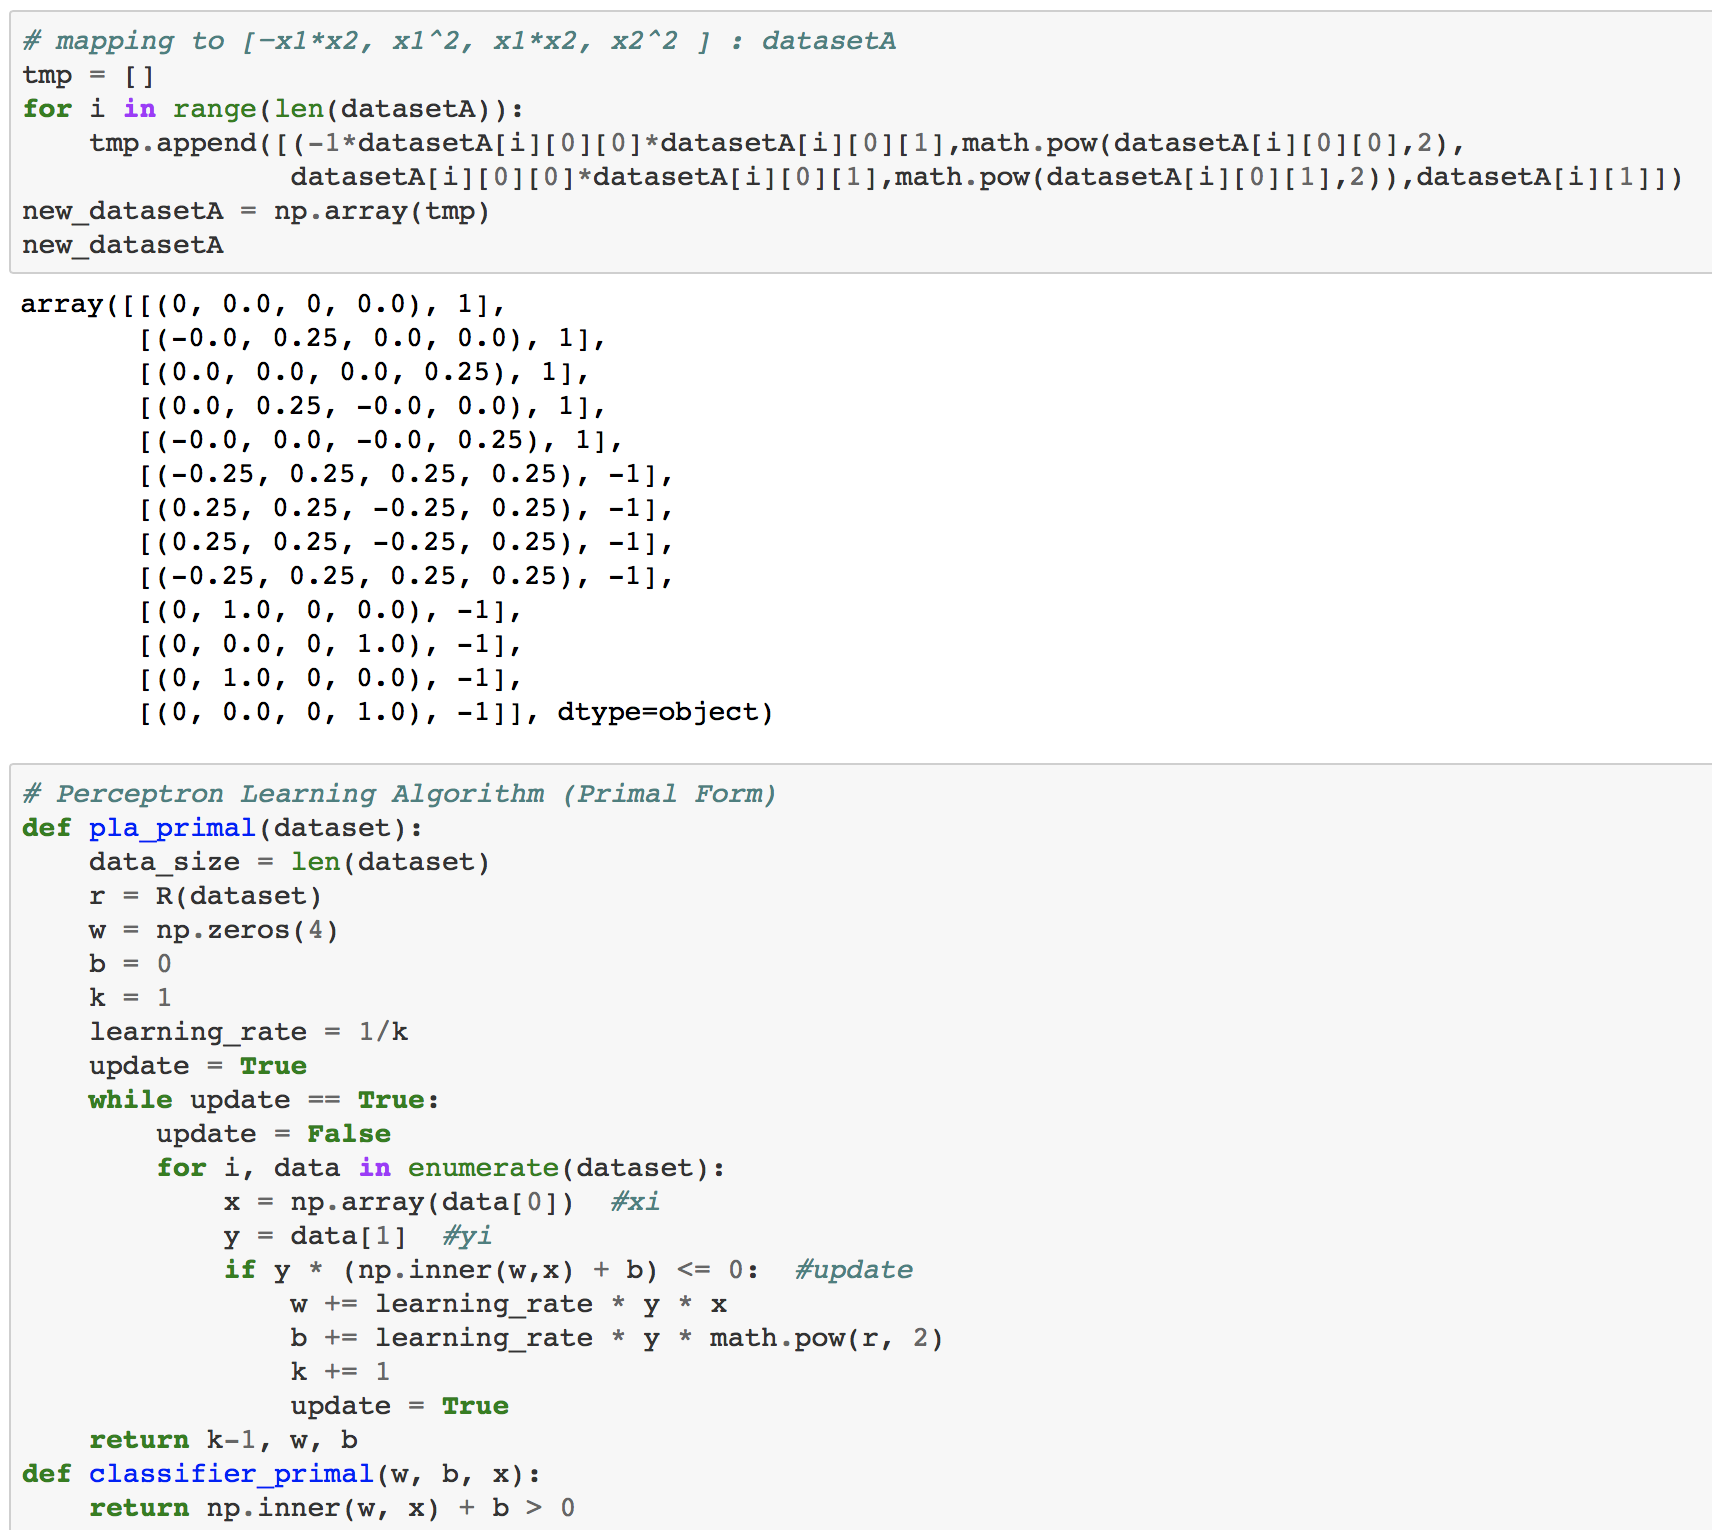 # mapping to [-x1*x2, x1^2, x1*x2, x2^2 ] : datasetA
tmp = []
for i in range(len(datasetA)):
    tmp.append([(-1*datasetA[i][0][0]*datasetA[i][0][1],math.pow(datasetA[i][0][0],2),
                datasetA[i][0][0]*datasetA[i][0][1],math.pow(datasetA[i][0][1],2)),datasetA[i][1]])
new_datasetA = np.array(tmp)
new_datasetA
array([[(0, 0.0, 0, 0.0), 1],
       [(-0.0, 0.25, 0.0, 0.0), 1],
       [(0.0, 0.0, 0.0, 0.25), 1],
       [(0.0, 0.25, -0.0, 0.0), 1],
       [(-0.0, 0.0, -0.0, 0.25), 1],
       [(-0.25, 0.25, 0.25, 0.25), -1],
       [(0.25, 0.25, -0.25, 0.25), -1],
       [(0.25, 0.25, -0.25, 0.25), -1],
       [(-0.25, 0.25, 0.25, 0.25), -1],
       [(0, 1.0, 0, 0.0), -1],
       [(0, 0.0, 0, 1.0), -1],
       [(0, 1.0, 0, 0.0), -1],
       [(0, 0.0, 0, 1.0), -1]], dtype=object)
# Perceptron Learning Algorithm (Primal Form)
def pla_primal(dataset):
    data_size = len(dataset)
    r = R(dataset)
    w = np.zeros(4)
    b = 0
    k = 1
    learning_rate = 1/k
    update = True
    while update == True:
        update = False
        for i, data in enumerate(dataset):
            x = np.array(data[0])  #xi
            y = data[1]  #yi
            if y * (np.inner(w,x) + b) <= 0:  #update
                w += learning_rate * y * x
                b += learning_rate * y * math.pow(r, 2)
                k += 1
                update = True
    return k-1, w, b
def classifier_primal(w, b, x):
    return np.inner(w, x) + b > 0